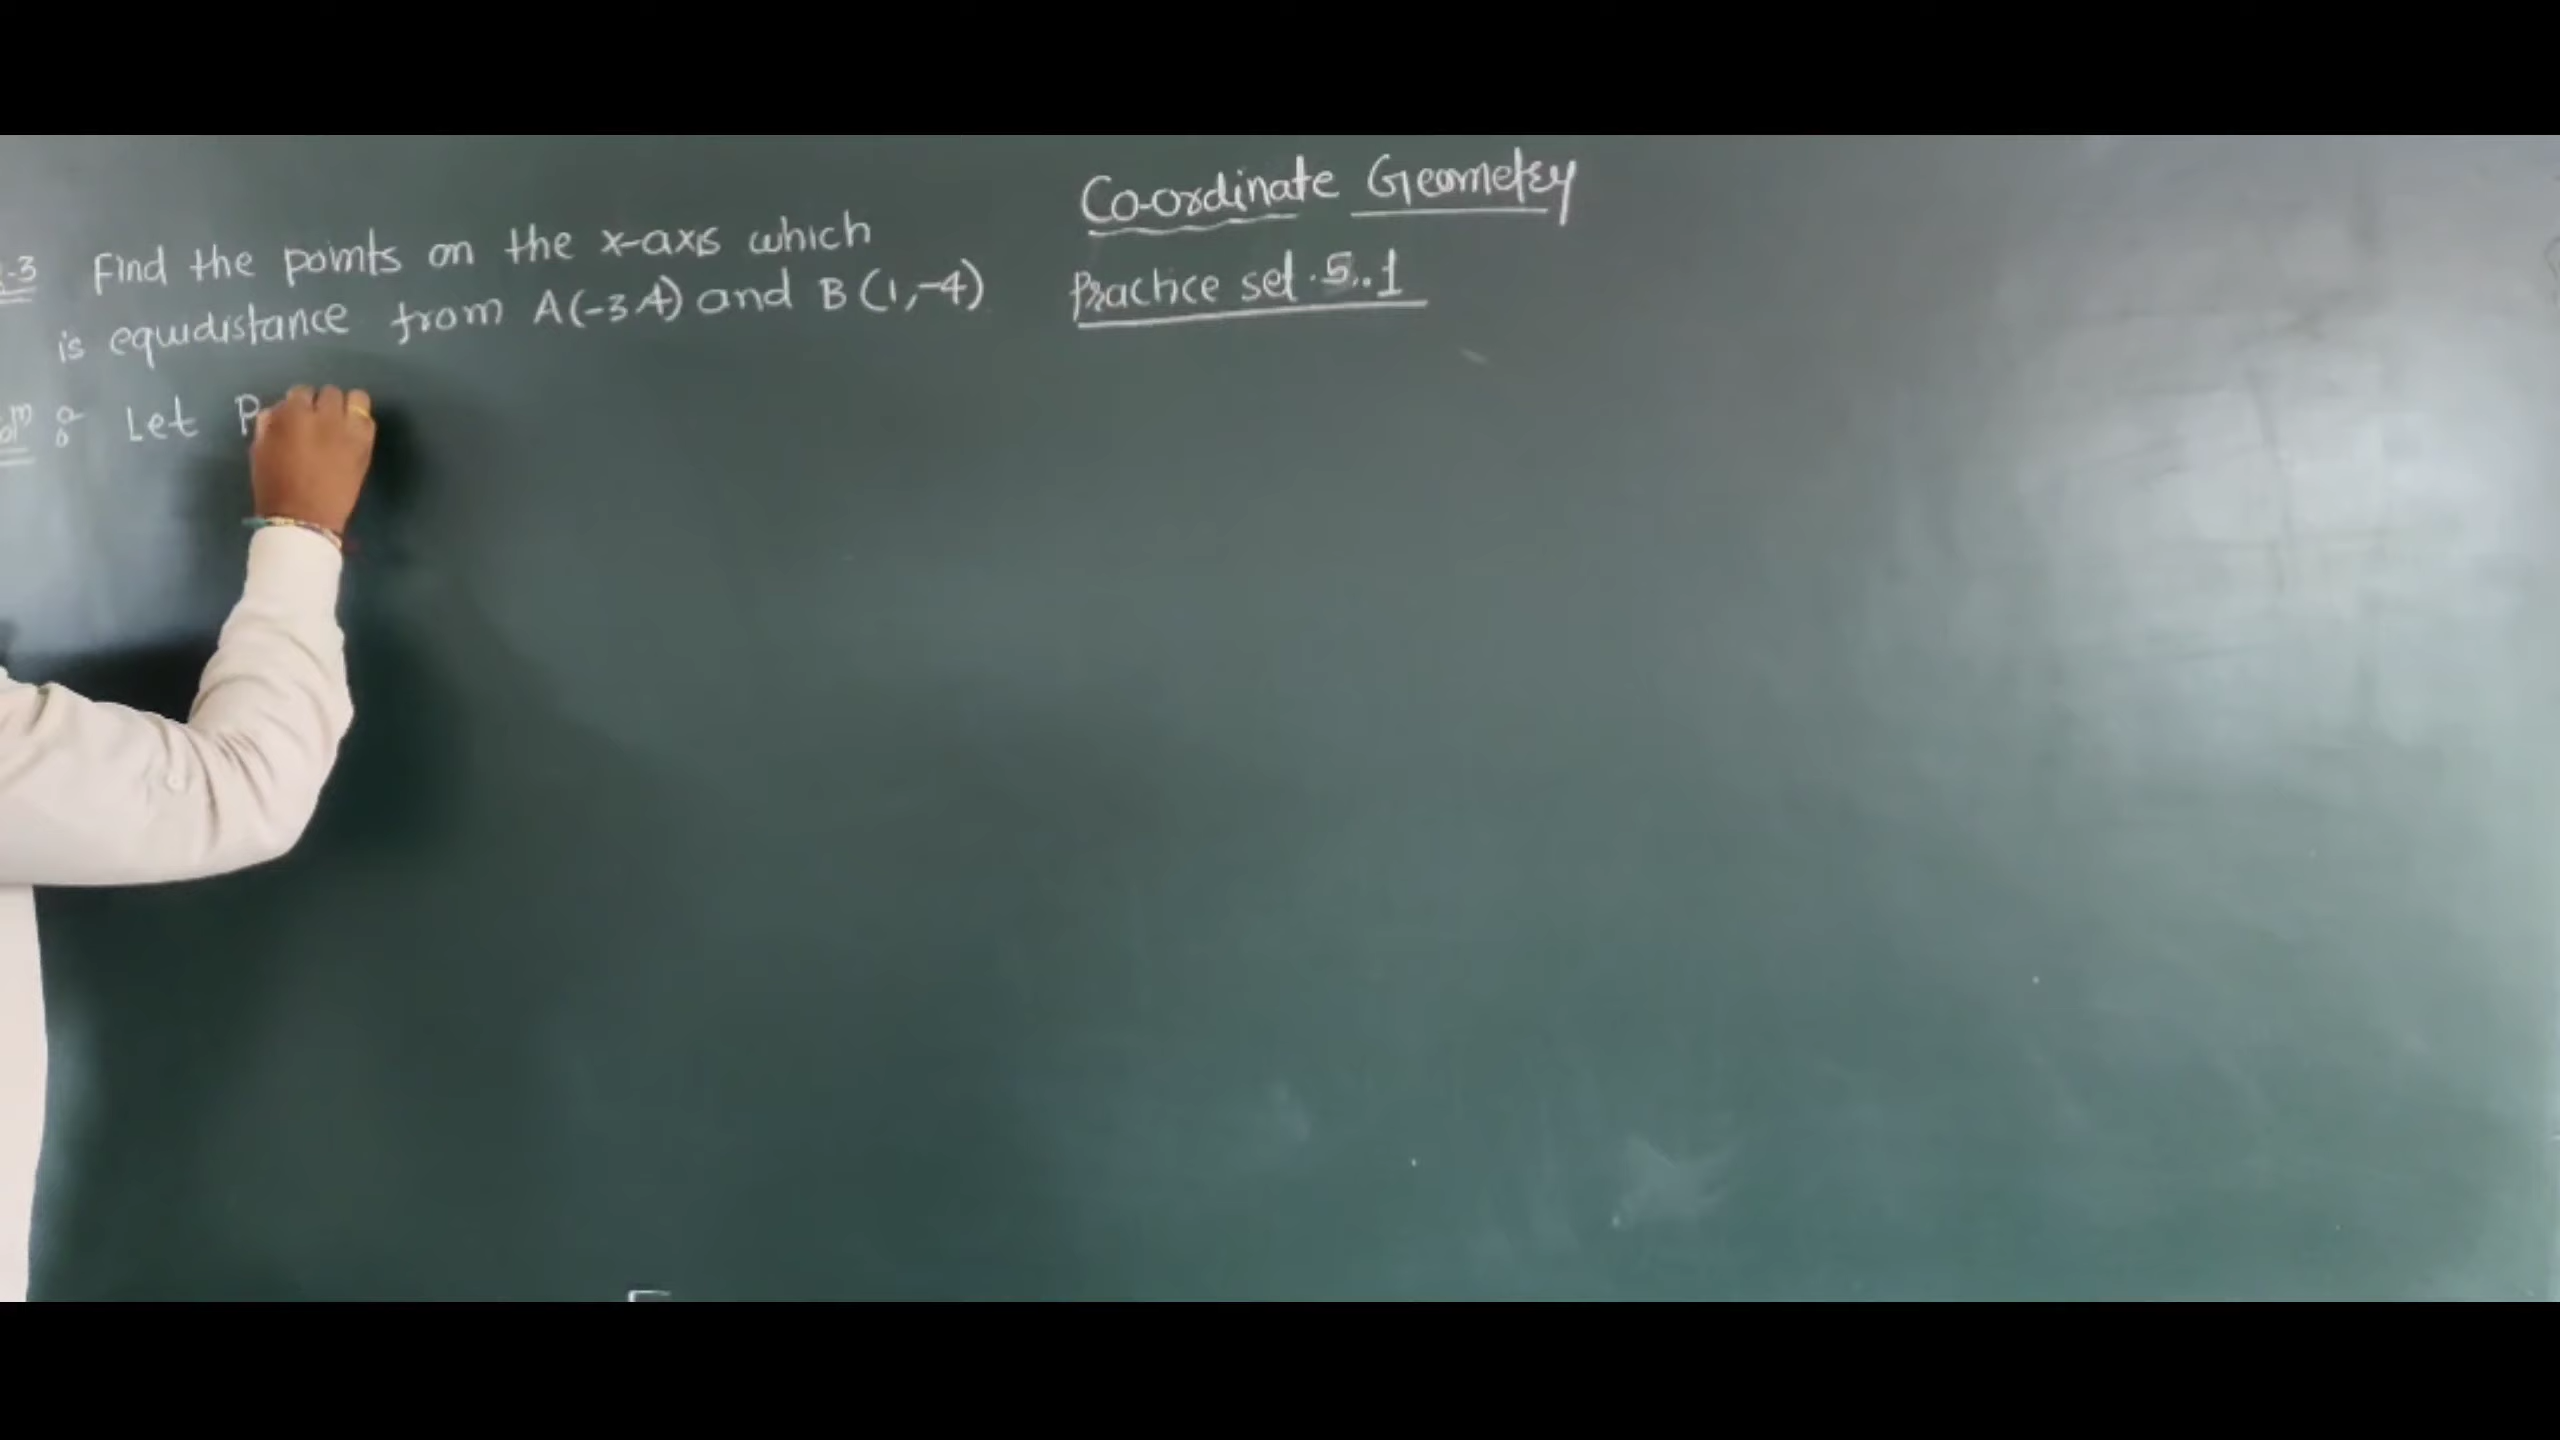 Co-ordinate Geometry
Practice set. 5..1
Q-3 Find the points on the x-axis which
is equidistance from A(-3,4) and B(1,-4)
Soln : Let P